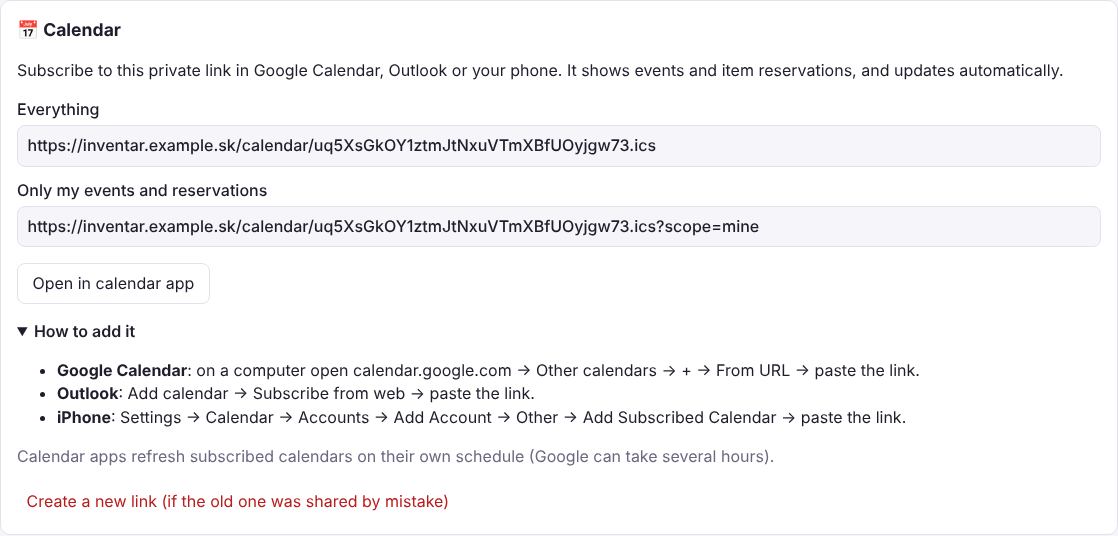 📅 Calendar
Subscribe to this private link in Google Calendar, Outlook or your phone. It shows events and item reservations, and updates automatically.
Everything
https://inventar.example.sk/calendar/uq5XsGkOY1ztmJtNxuVTmXBfUOyjgw73.ics
Only my events and reservations
https://inventar.example.sk/calendar/uq5XsGkOY1ztmJtNxuVTmXBfUOyjgw73.ics?scope=mine
Open in calendar app
▼ How to add it
• Google Calendar: on a computer open calendar.google.com → Other calendars → + → From URL → paste the link.
• Outlook: Add calendar → Subscribe from web → paste the link.
• iPhone: Settings → Calendar → Accounts → Add Account → Other → Add Subscribed Calendar → paste the link.
Calendar apps refresh subscribed calendars on their own schedule (Google can take several hours).
Create a new link (if the old one was shared by mistake)